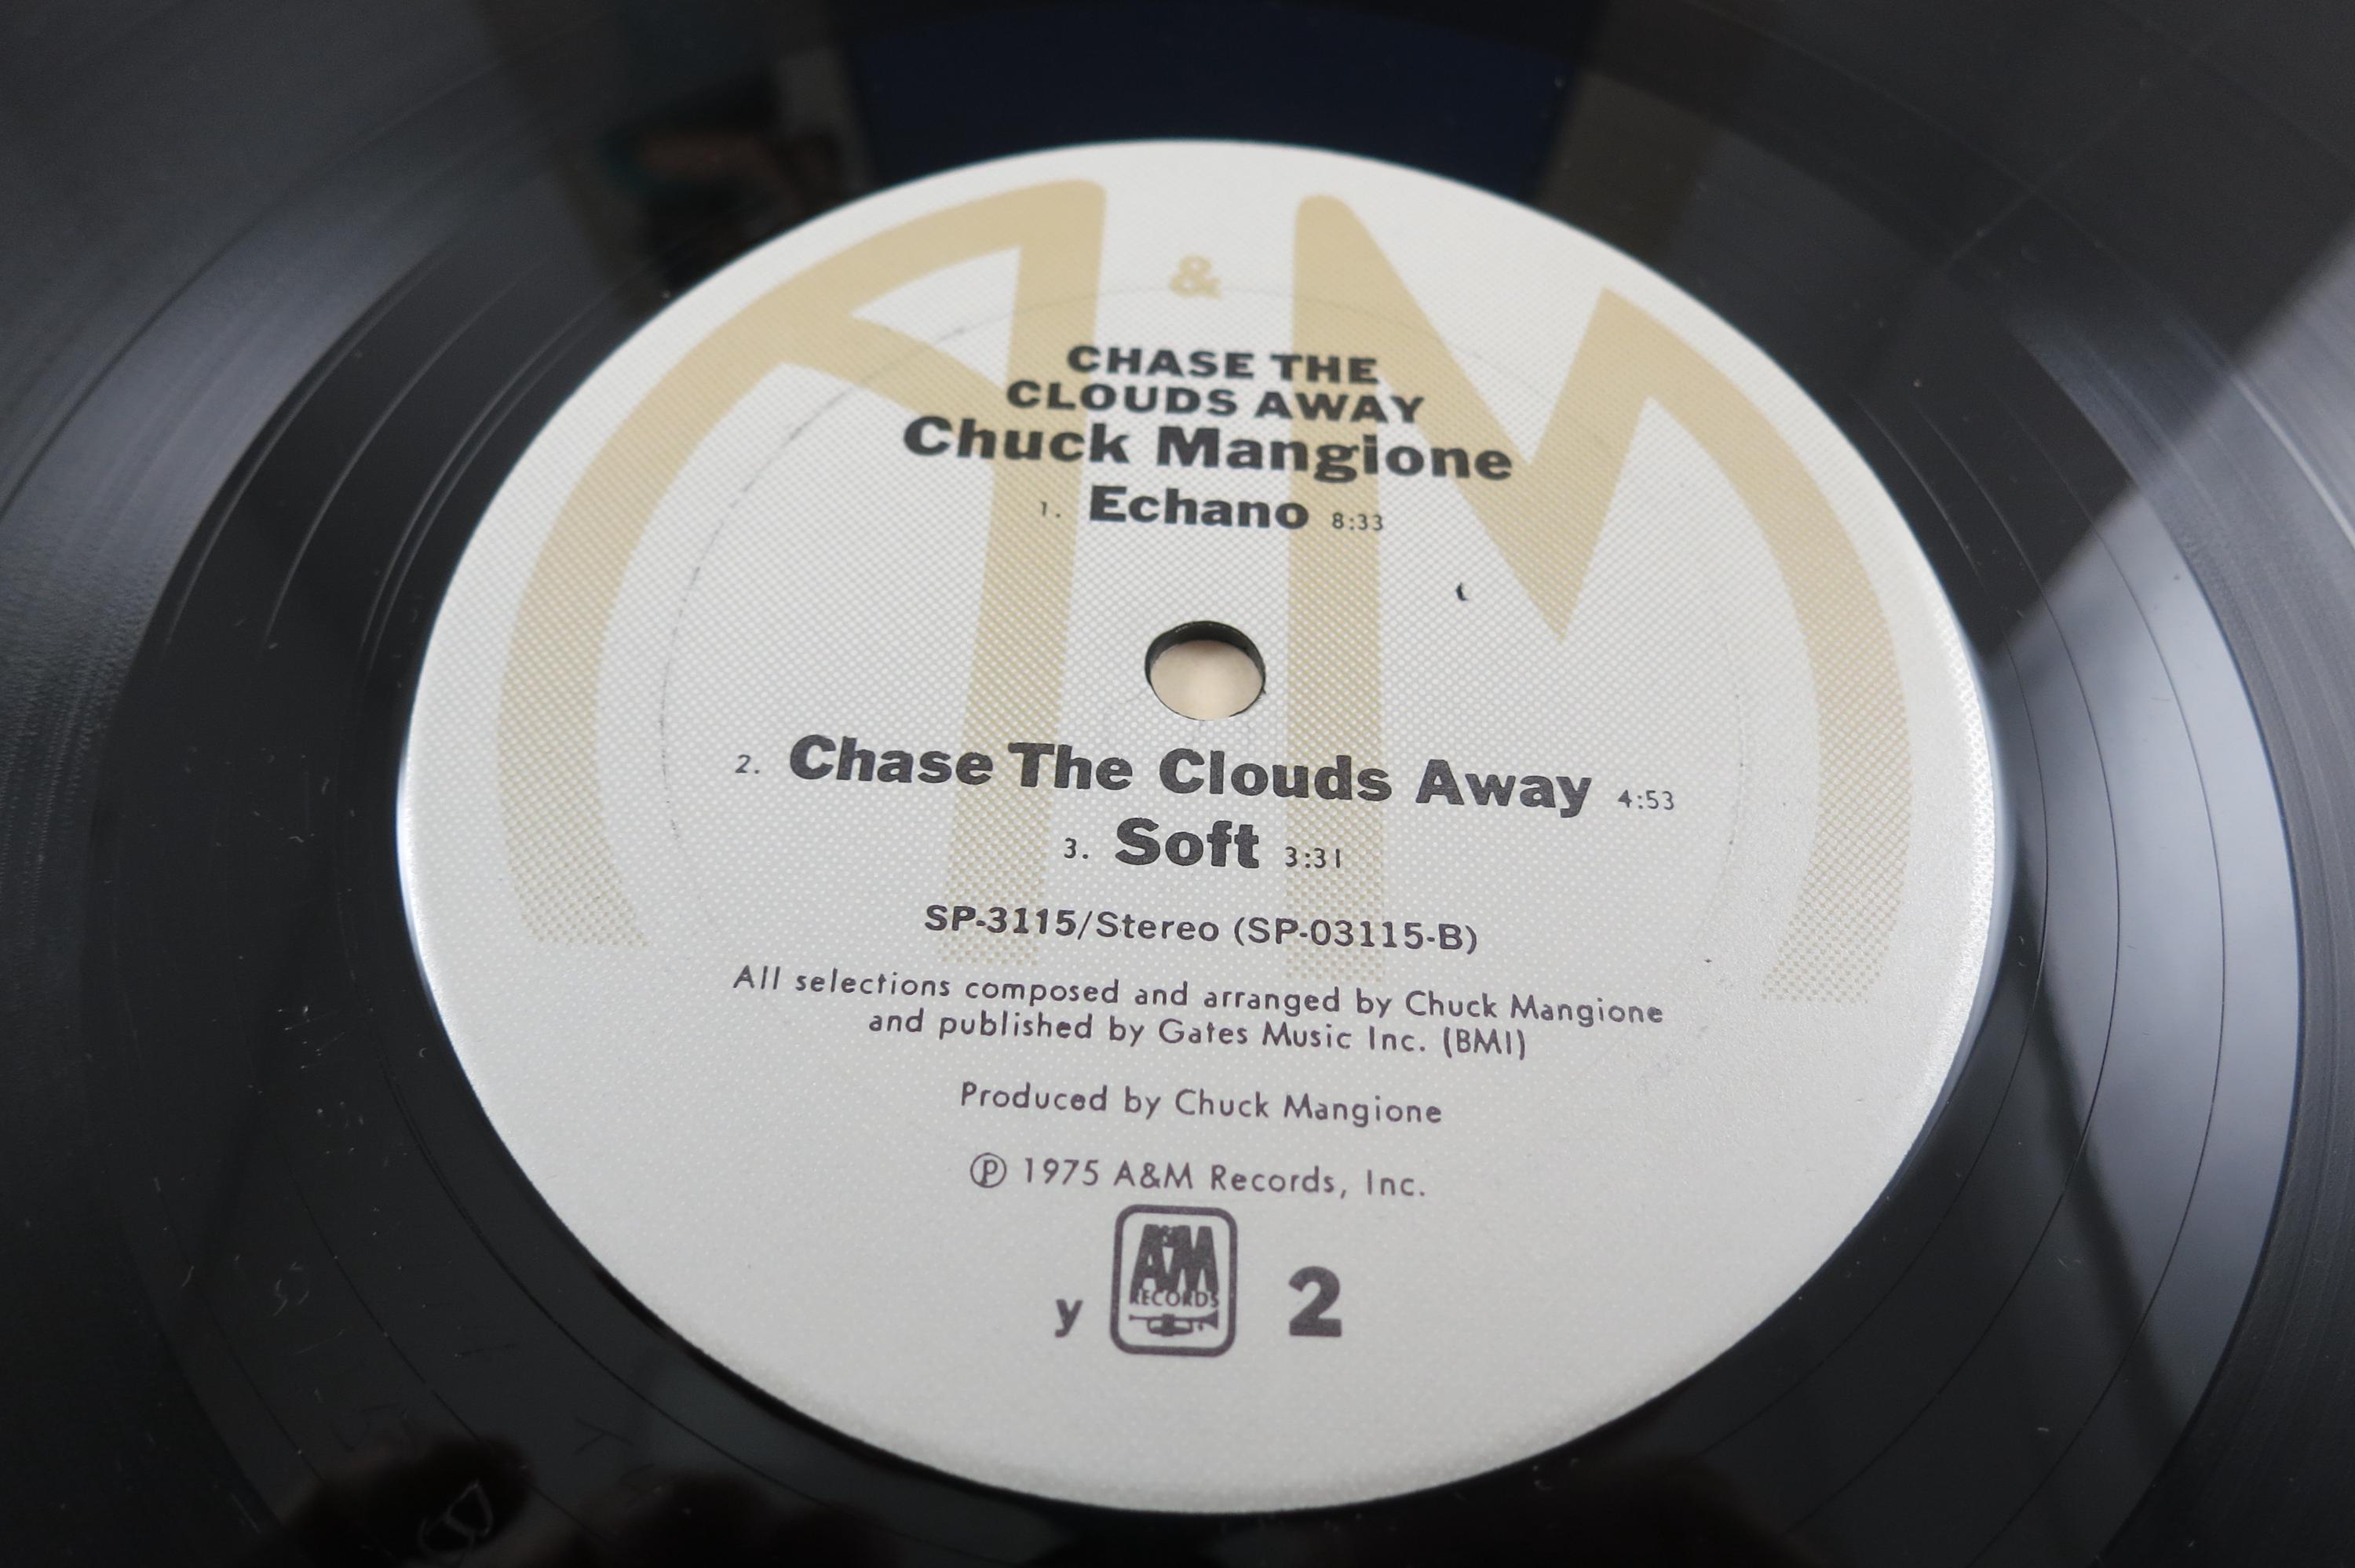 A & M
CHASE THE
CLOUDS AWAY
Chuck Mangione
1. Echano 8:33
2. Chase The Clouds Away 4:53
3. Soft 3:31
SP-3115/Stereo (SP-03115-B)
All selections composed and arranged by Chuck Mangione
and published by Gates Music Inc. (BMI)
Produced by Chuck Mangione
℗ 1975 A&M Records, Inc.
y A&M RECORDS 2